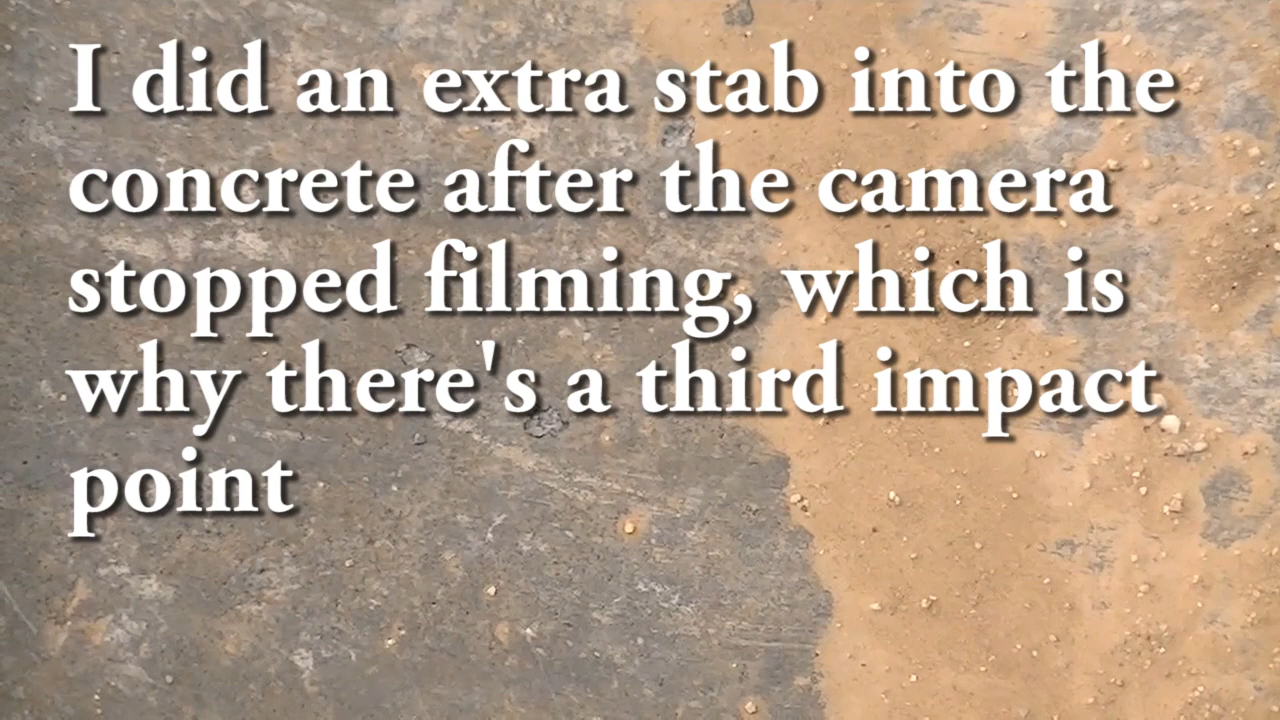 I did an extra stab into the
concrete after the camera
stopped filming, which is
why there's a third impact
point